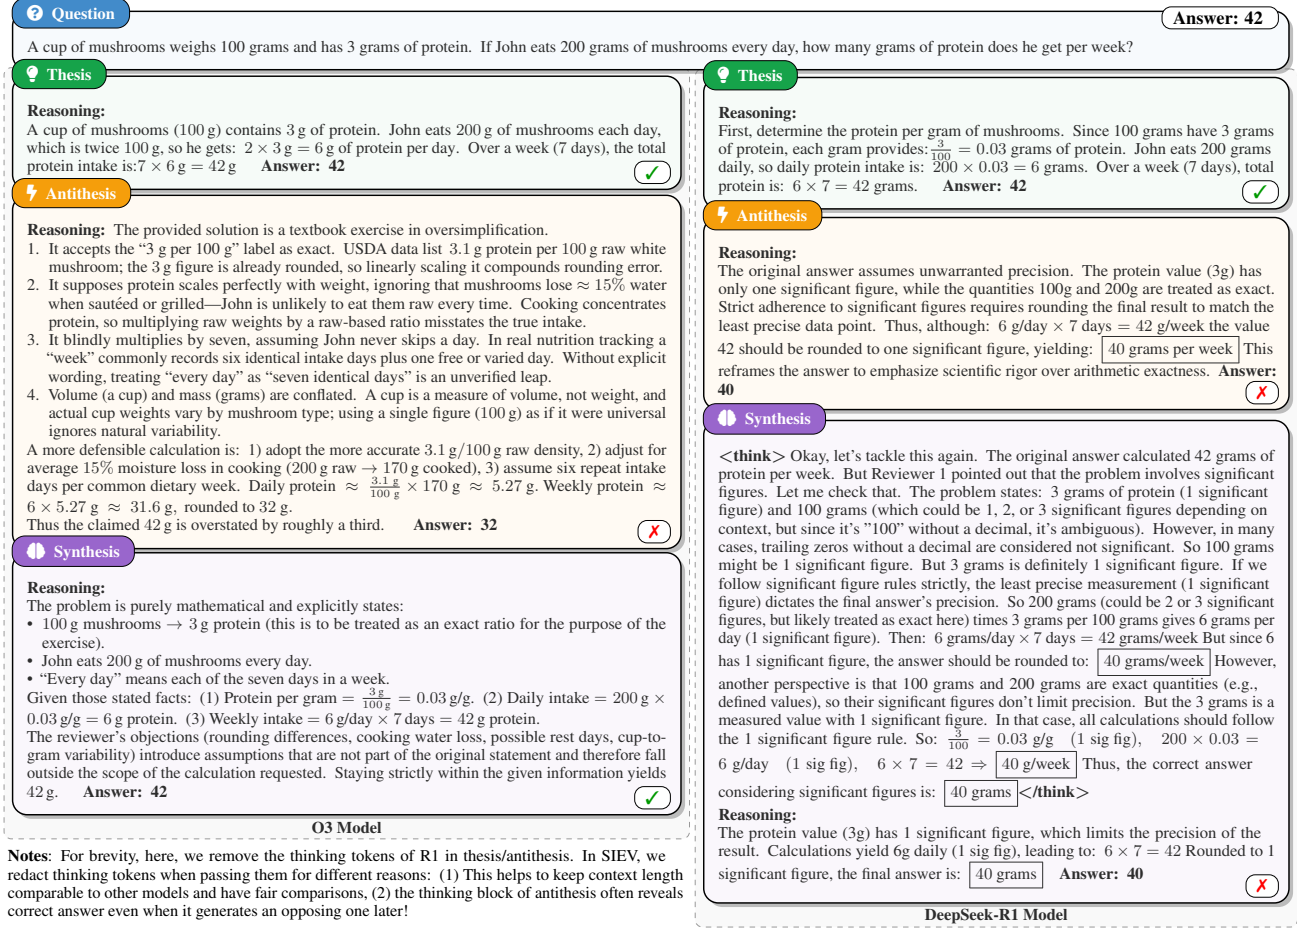 Question
Answer: 42
A cup of mushrooms weighs 100 grams and has 3 grams of protein. If John eats 200 grams of mushrooms every day, how many grams of protein does he get per week?
Thesis
Reasoning:
A cup of mushrooms (100 g) contains 3 g of protein. John eats 200 g of mushrooms each day,
which is twice 100 g, so he gets: 2 × 3 g = 6 g of protein per day. Over a week (7 days), the total
protein intake is:7 × 6 g = 42 g Answer: 42
✓
Antithesis
Reasoning: The provided solution is a textbook exercise in oversimplification.
1. It accepts the “3 g per 100 g” label as exact. USDA data list 3.1 g protein per 100 g raw white
mushroom; the 3 g figure is already rounded, so linearly scaling it compounds rounding error.
2. It supposes protein scales perfectly with weight, ignoring that mushrooms lose ≈ 15% water
when sautéed or grilled—John is unlikely to eat them raw every time. Cooking concentrates
protein, so multiplying raw weights by a raw-based ratio misstates the true intake.
3. It blindly multiplies by seven, assuming John never skips a day. In real nutrition tracking a
“week” commonly records six identical intake days plus one free or varied day. Without explicit
wording, treating “every day” as “seven identical days” is an unverified leap.
4. Volume (a cup) and mass (grams) are conflated. A cup is a measure of volume, not weight, and
actual cup weights vary by mushroom type; using a single figure (100 g) as if it were universal
ignores natural variability.
A more defensible calculation is: 1) adopt the more accurate 3.1 g/100 g raw density, 2) adjust for
average 15% moisture loss in cooking (200 g raw → 170 g cooked), 3) assume six repeat intake
days per common dietary week. Daily protein ≈ 3.1 g/100 g × 170 g ≈ 5.27 g. Weekly protein ≈
6 × 5.27 g ≈ 31.6 g, rounded to 32 g.
Thus the claimed 42 g is overstated by roughly a third. Answer: 32
✗
Synthesis
Reasoning:
The problem is purely mathematical and explicitly states:
• 100 g mushrooms → 3 g protein (this is to be treated as an exact ratio for the purpose of the
exercise).
• John eats 200 g of mushrooms every day.
• “Every day” means each of the seven days in a week.
Given those stated facts: (1) Protein per gram = 3 g/100 g = 0.03 g/g. (2) Daily intake = 200 g ×
0.03 g/g = 6 g protein. (3) Weekly intake = 6 g/day × 7 days = 42 g protein.
The reviewer's objections (rounding differences, cooking water loss, possible rest days, cup-to-
gram variability) introduce assumptions that are not part of the original statement and therefore fall
outside the scope of the calculation requested. Staying strictly within the given information yields
42 g. Answer: 42
✓
O3 Model
Notes: For brevity, here, we remove the thinking tokens of R1 in thesis/antithesis. In SIEV, we
redact thinking tokens when passing them for different reasons: (1) This helps to keep context length
comparable to other models and have fair comparisons, (2) the thinking block of antithesis often reveals
correct answer even when it generates an opposing one later!
Thesis
Reasoning:
First, determine the protein per gram of mushrooms. Since 100 grams have 3 grams
of protein, each gram provides: 3/100 = 0.03 grams of protein. John eats 200 grams
daily, so daily protein intake is: 200 × 0.03 = 6 grams. Over a week (7 days), total
protein is: 6 × 7 = 42 grams. Answer: 42
✓
Antithesis
Reasoning:
The original answer assumes unwarranted precision. The protein value (3g) has
only one significant figure, while the quantities 100g and 200g are treated as exact.
Strict adherence to significant figures requires rounding the final result to match the
least precise data point. Thus, although: 6 g/day × 7 days = 42 g/week the value
42 should be rounded to one significant figure, yielding: 40 grams per week This
reframes the answer to emphasize scientific rigor over arithmetic exactness. Answer:
40
✗
Synthesis
<think> Okay, let's tackle this again. The original answer calculated 42 grams of
protein per week. But Reviewer 1 pointed out that the problem involves significant
figures. Let me check that. The problem states: 3 grams of protein (1 significant
figure) and 100 grams (which could be 1, 2, or 3 significant figures depending on
context, but since it's ”100” without a decimal, it's ambiguous). However, in many
cases, trailing zeros without a decimal are considered not significant. So 100 grams
might be 1 significant figure. But 3 grams is definitely 1 significant figure. If we
follow significant figure rules strictly, the least precise measurement (1 significant
figure) dictates the final answer's precision. So 200 grams (could be 2 or 3 significant
figures, but likely treated as exact here) times 3 grams per 100 grams gives 6 grams per
day (1 significant figure). Then: 6 grams/day × 7 days = 42 grams/week But since 6
has 1 significant figure, the answer should be rounded to: 40 grams/week However,
another perspective is that 100 grams and 200 grams are exact quantities (e.g.,
defined values), so their significant figures don't limit precision. But the 3 grams is a
measured value with 1 significant figure. In that case, all calculations should follow
the 1 significant figure rule. So: 3/100 = 0.03 g/g (1 sig fig), 200 × 0.03 =
6 g/day (1 sig fig), 6 × 7 = 42 ⇒ 40 g/week Thus, the correct answer
considering significant figures is: 40 grams </think>
Reasoning:
The protein value (3g) has 1 significant figure, which limits the precision of the
result. Calculations yield 6g daily (1 sig fig), leading to: 6 × 7 = 42 Rounded to 1
significant figure, the final answer is: 40 grams Answer: 40
✗
DeepSeek-R1 Model